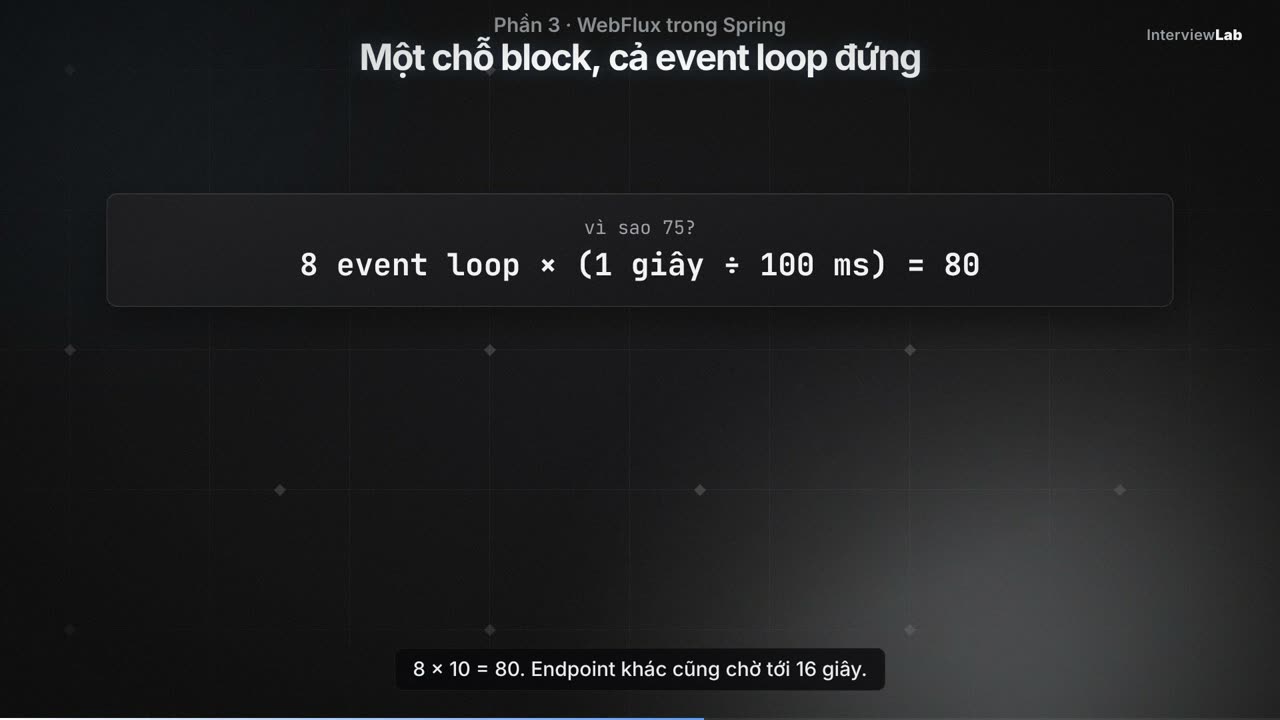 Phần 3 · WebFlux trong Spring
InterviewLab
Một chỗ block, cả event loop đứng
vì sao 75?
8 event loop × (1 giây ÷ 100 ms) = 80
8 × 10 = 80. Endpoint khác cũng chờ tới 16 giây.